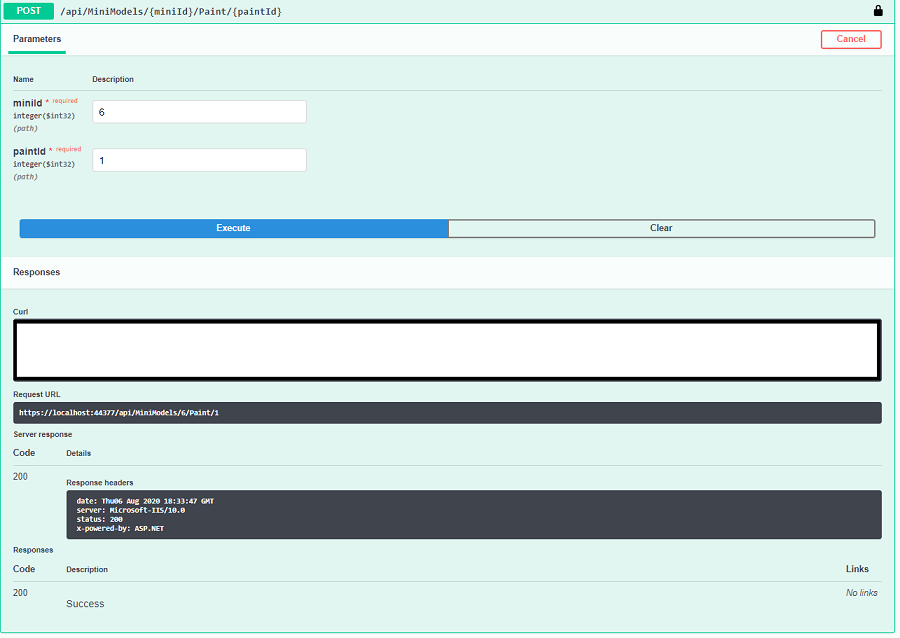 POST /api/MiniModels/{miniId}/Paint/{paintId}
Parameters Cancel
Name Description
miniId * required 6
integer($int32)
(path)
paintId * required 1
integer($int32)
(path)
Execute Clear
Responses
Curl
Request URL
https://localhost:44377/api/MiniModels/6/Paint/1
Server response
Code Details
200
Response headers
date: Thu06 Aug 2020 18:33:47 GMT
server: Microsoft-IIS/10.0
status: 200
x-powered-by: ASP.NET
Responses
Code Description Links
200 No links
Success